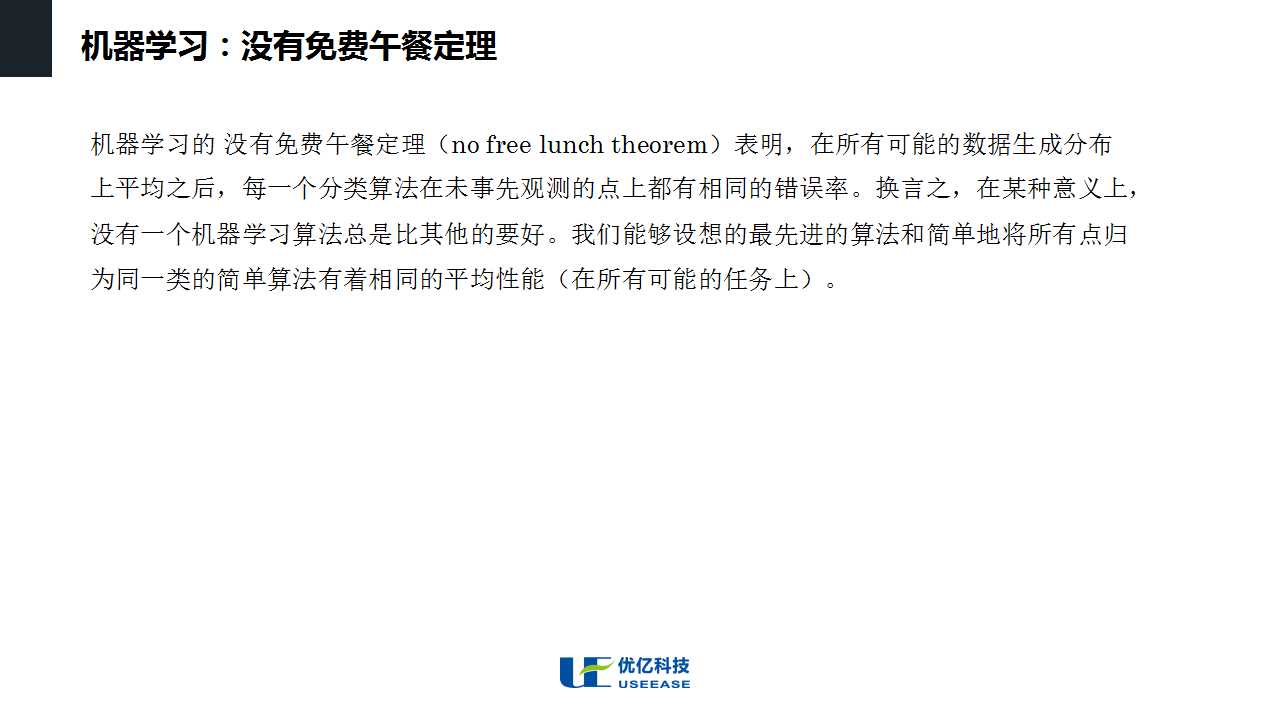 机器学习：没有免费午餐定理
机器学习的 没有免费午餐定理（no free lunch theorem）表明，在所有可能的数据生成分布
上平均之后，每一个分类算法在未事先观测的点上都有相同的错误率。换言之，在某种意义上，
没有一个机器学习算法总是比其他的要好。我们能够设想的最先进的算法和简单地将所有点归
为同一类的简单算法有着相同的平均性能（在所有可能的任务上）。
UE 优亿科技
USEEASE